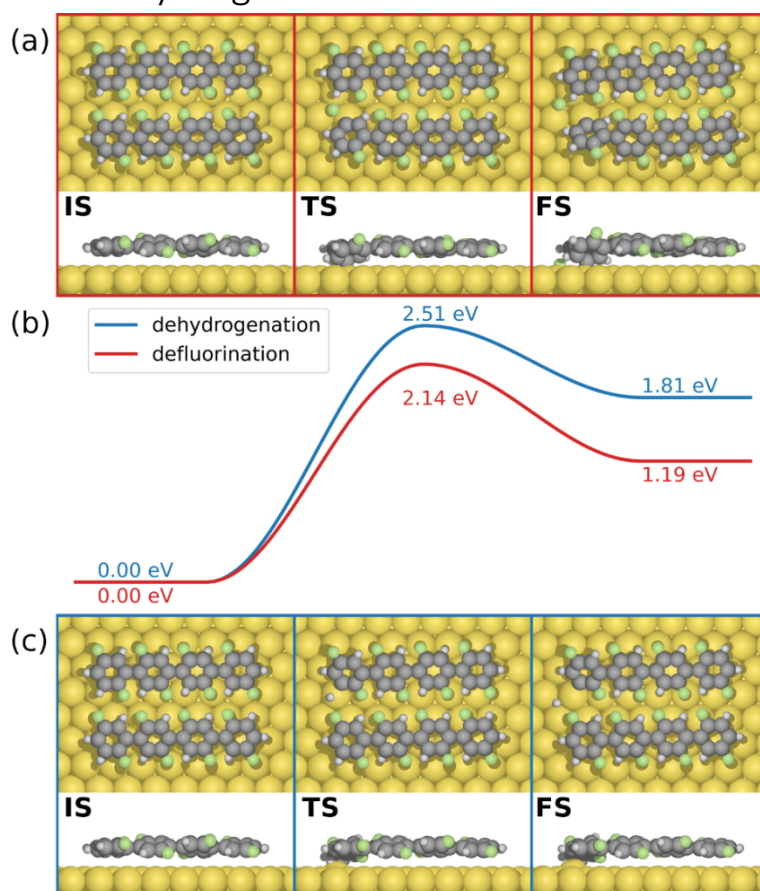 (a)
IS TS FS
(b)
dehydrogenation
defluorination
2.51 eV
2.14 eV
1.81 eV
1.19 eV
0.00 eV
0.00 eV
(c)
IS TS FS